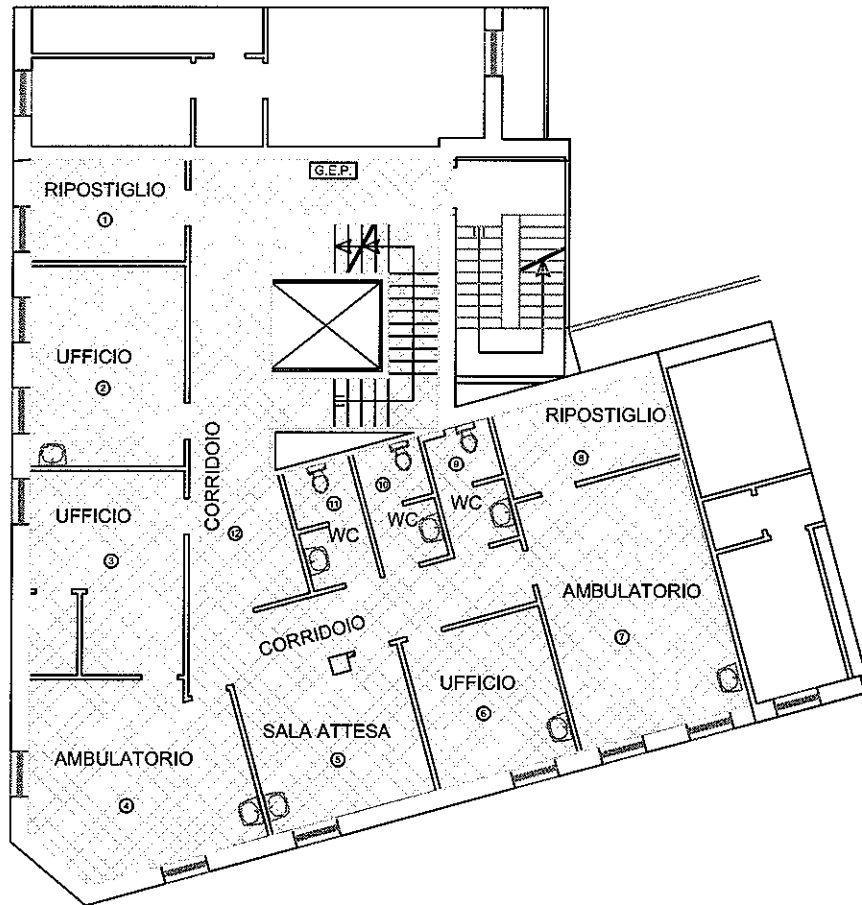 G.E.P.
RIPOSTIGLIO
1
UFFICIO
2
CORRIDOIO
12
UFFICIO
3
RIPOSTIGLIO
8
9
WC
10
WC
11
WC
CORRIDOIO
AMBULATORIO
7
UFFICIO
6
SALA ATTESA
5
AMBULATORIO
4